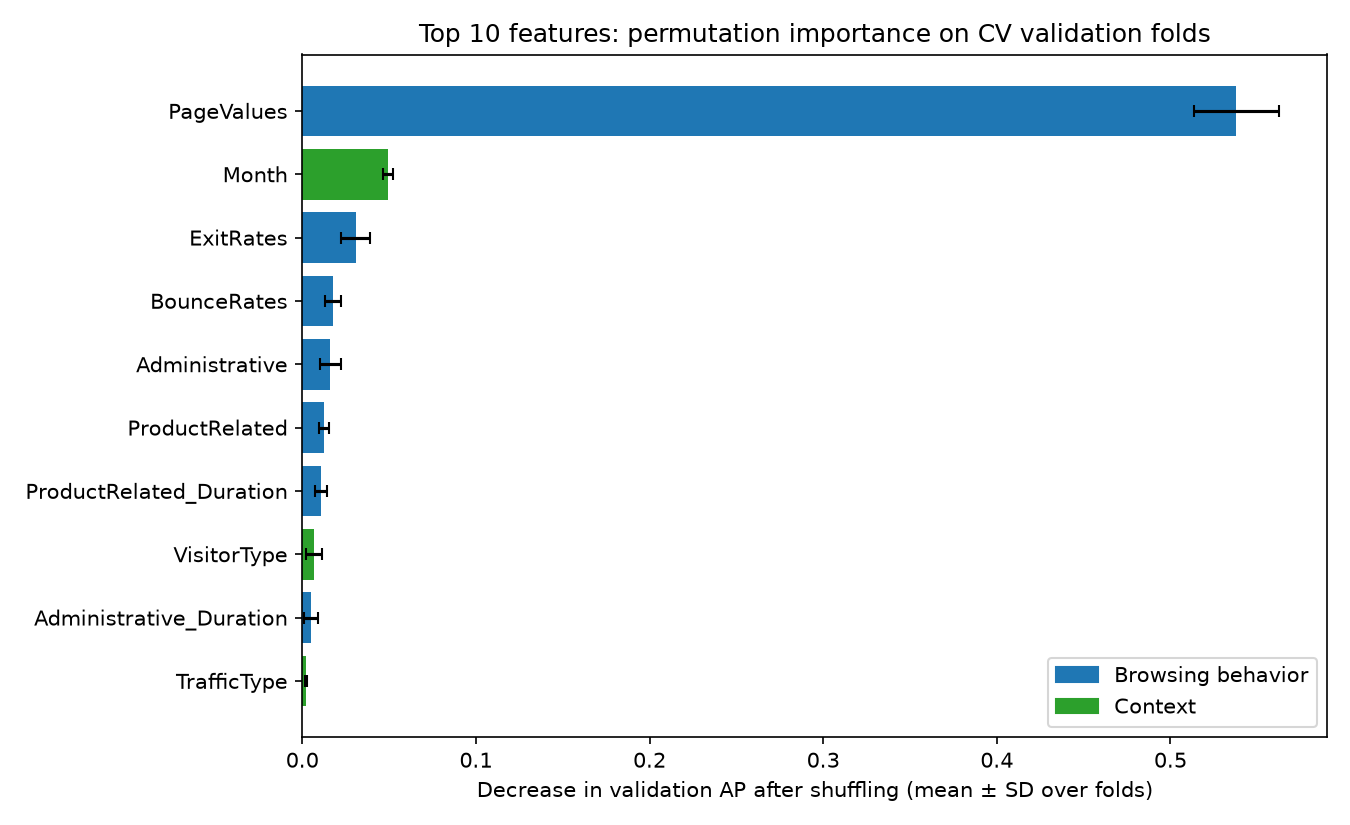 Top 10 features: permutation importance on CV validation folds
PageValues
Month
ExitRates
BounceRates
Administrative
ProductRelated
ProductRelated_Duration
VisitorType
Administrative_Duration
TrafficType
Browsing behavior
Context
0.0 0.1 0.2 0.3 0.4 0.5
Decrease in validation AP after shuffling (mean ± SD over folds)